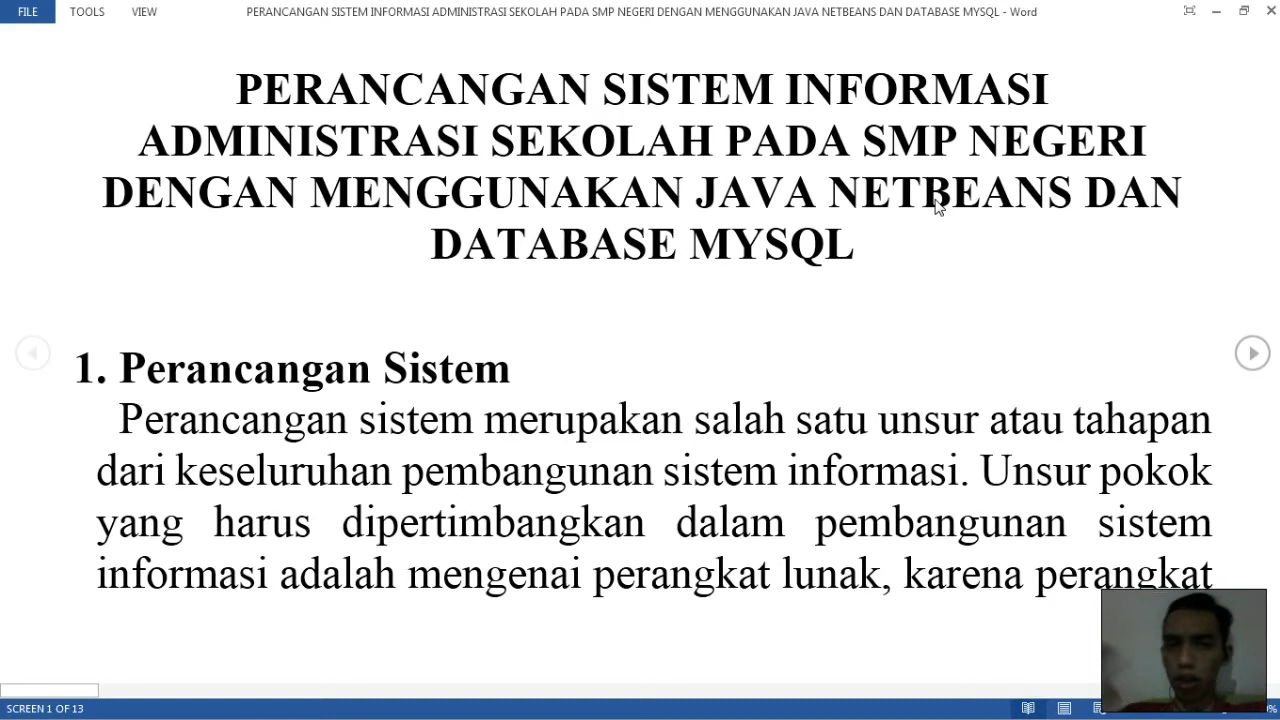 FILE TOOLS VIEW PERANCANGAN SISTEM INFORMASI ADMINISTRASI SEKOLAH PADA SMP NEGERI DENGAN MENGGUNAKAN JAVA NETBEANS DAN DATABASE MYSQL - Word
PERANCANGAN SISTEM INFORMASI
ADMINISTRASI SEKOLAH PADA SMP NEGERI
DENGAN MENGGUNAKAN JAVA NETBEANS DAN
DATABASE MYSQL
1. Perancangan Sistem
Perancangan sistem merupakan salah satu unsur atau tahapan
dari keseluruhan pembangunan sistem informasi. Unsur pokok
yang harus dipertimbangkan dalam pembangunan sistem
informasi adalah mengenai perangkat lunak, karena perangkat
SCREEN 1 OF 13